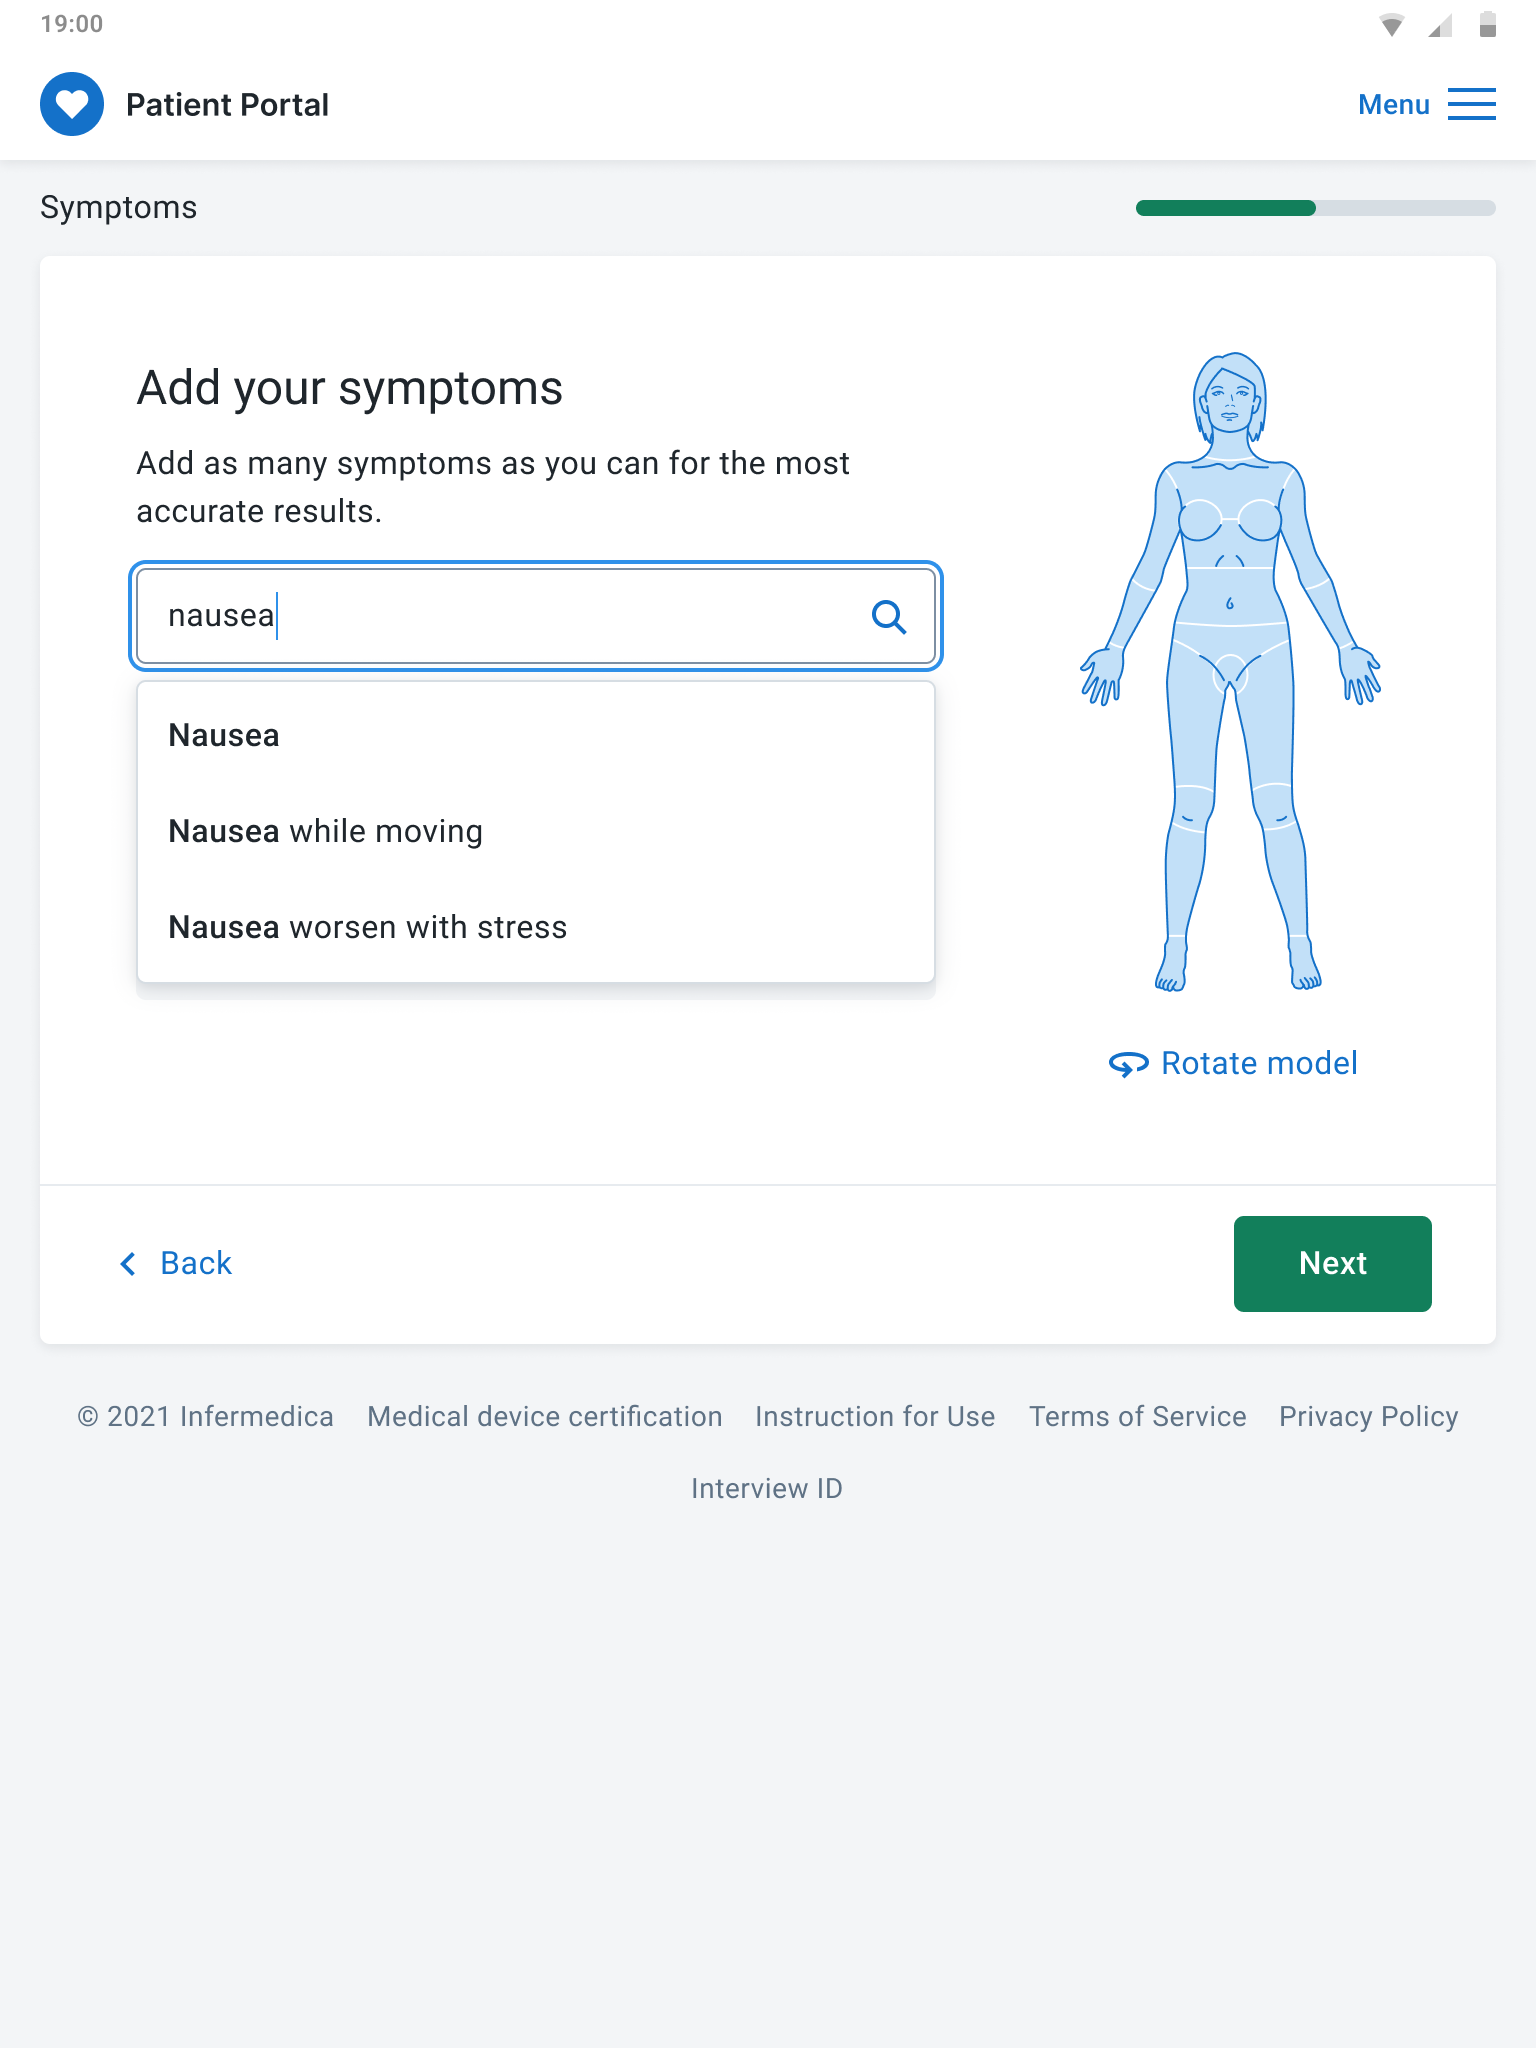 19:00
Patient Portal
Menu
Symptoms
Add your symptoms
Add as many symptoms as you can for the most
accurate results.
nausea
Nausea
Nausea while moving
Nausea worsen with stress
Rotate model
Back
Next
© 2021 Infermedica Medical device certification Instruction for Use Terms of Service Privacy Policy
Interview ID